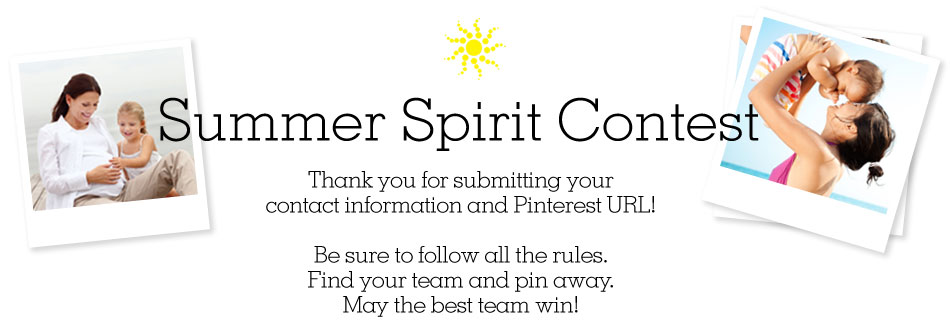 Summer Spirit Contest
Thank you for submitting your
contact information and Pinterest URL!
Be sure to follow all the rules.
Find your team and pin away.
May the best team win!